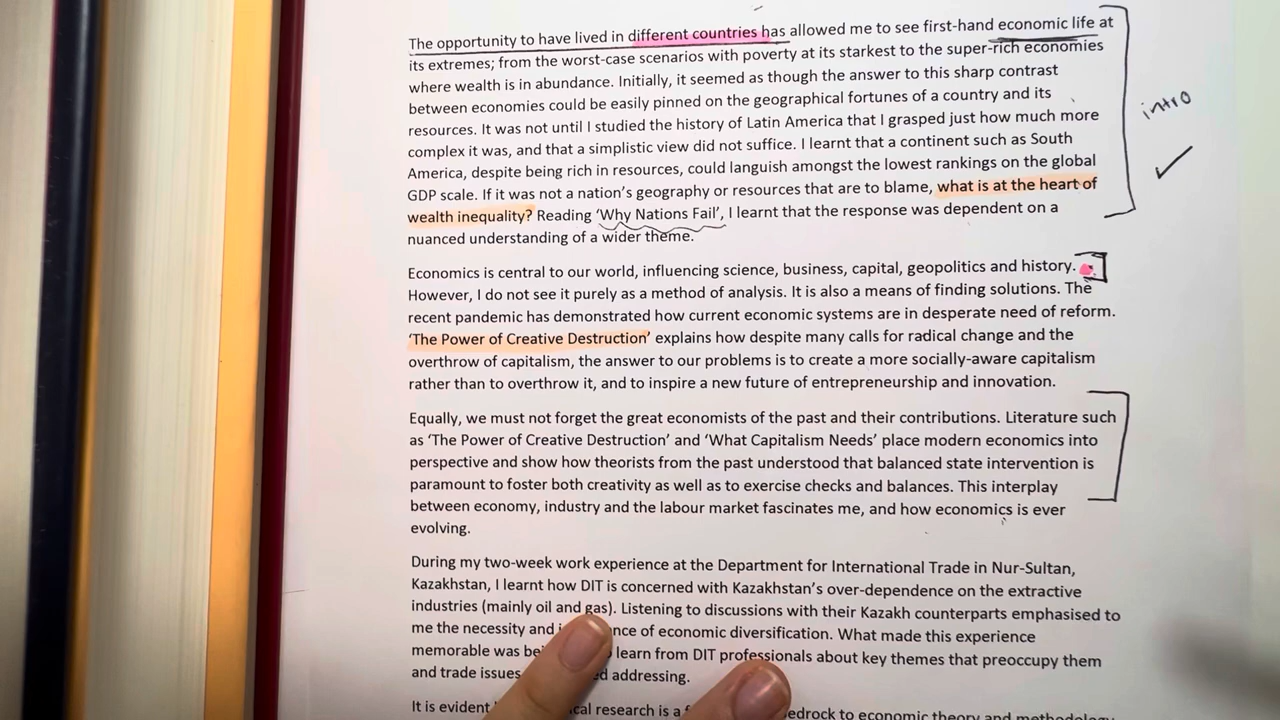 The opportunity to have lived in different countries has allowed me to see first-hand economic life at
its extremes; from the worst-case scenarios with poverty at its starkest to the super-rich economies
where wealth is in abundance. Initially, it seemed as though the answer to this sharp contrast
between economies could be easily pinned on the geographical fortunes of a country and its
resources. It was not until I studied the history of Latin America that I grasped just how much more
complex it was, and that a simplistic view did not suffice. I learnt that a continent such as South
America, despite being rich in resources, could languish amongst the lowest rankings on the global
GDP scale. If it was not a nation's geography or resources that are to blame, what is at the heart of
wealth inequality? Reading 'Why Nations Fail', I learnt that the response was dependent on a
nuanced understanding of a wider theme.
intro
Economics is central to our world, influencing science, business, capital, geopolitics and history.
However, I do not see it purely as a method of analysis. It is also a means of finding solutions. The
recent pandemic has demonstrated how current economic systems are in desperate need of reform.
'The Power of Creative Destruction' explains how despite many calls for radical change and the
overthrow of capitalism, the answer to our problems is to create a more socially-aware capitalism
rather than to overthrow it, and to inspire a new future of entrepreneurship and innovation.
Equally, we must not forget the great economists of the past and their contributions. Literature such
as 'The Power of Creative Destruction' and 'What Capitalism Needs' place modern economics into
perspective and show how theorists from the past understood that balanced state intervention is
paramount to foster both creativity as well as to exercise checks and balances. This interplay
between economy, industry and the labour market fascinates me, and how economics is ever
evolving.
During my two-week work experience at the Department for International Trade in Nur-Sultan,
Kazakhstan, I learnt how DIT is concerned with Kazakhstan's over-dependence on the extractive
industries (mainly oil and gas). Listening to discussions with their Kazakh counterparts emphasised to
me the necessity and of economic diversification. What made this experience
memorable was learn from DIT professionals about key themes that preoccupy them
and trade issues addressing.
It is evident research is a to economic theory and methodology